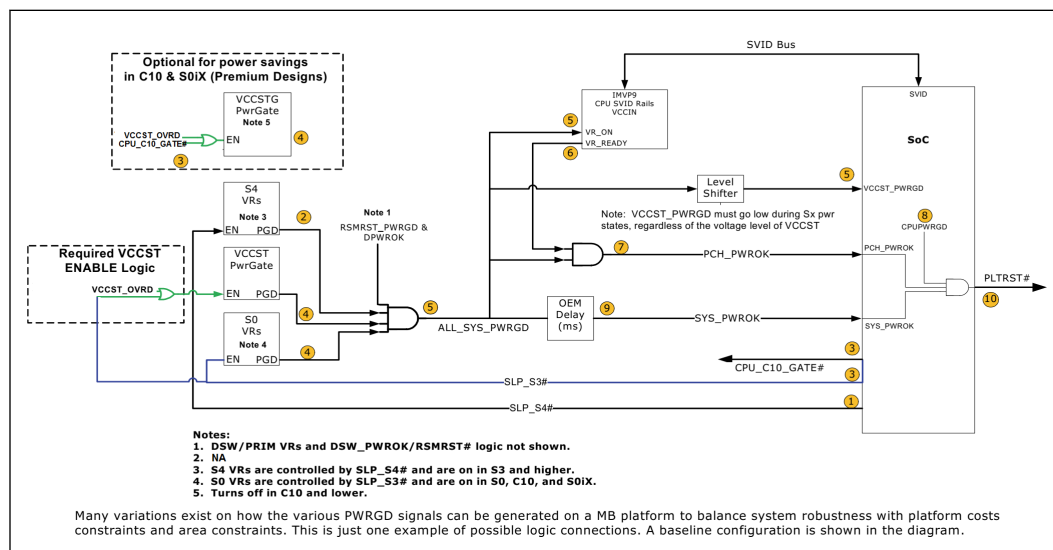 SVID Bus
Optional for power savings
in C10 & S0iX (Premium Designs)
VCCSTG
PwrGate
Note 5
VCCST_OVRD
CPU_C10_GATE#
EN
4
3
IMVP9
CPU SVID Rails
VCCIN
5
VR_ON
VR_READY
6
SVID
SoC
S4
VRs
Note 3
EN
PGD
2
Note 1
RSMRST_PWRGD &
DPWROK
Level
Shifter
5
VCCST_PWRGD
Note: VCCST_PWRGD must go low during Sx pwr
states, regardless of the voltage level of VCCST
8
CPUPWRGD
Required VCCST
ENABLE Logic
VCCST_OVRD
VCCST
PwrGate
EN
PGD
4
7
PCH_PWROK
PCH_PWROK
PLTRST#
10
5
ALL_SYS_PWRGD
OEM
Delay
(ms)
9
SYS_PWROK
SYS_PWROK
S0
VRs
Note 4
EN
PGD
4
3
CPU_C10_GATE#
3
SLP_S3#
1
SLP_S4#
Notes:
1. DSW/PRIM VRs and DSW_PWROK/RSMRST# logic not shown.
2. NA
3. S4 VRs are controlled by SLP_S4# and are on in S3 and higher.
4. S0 VRs are controlled by SLP_S3# and are on in S0, C10, and S0iX.
5. Turns off in C10 and lower.
Many variations exist on how the various PWRGD signals can be generated on a MB platform to balance system robustness with platform costs
constraints and area constraints. This is just one example of possible logic connections. A baseline configuration is shown in the diagram.